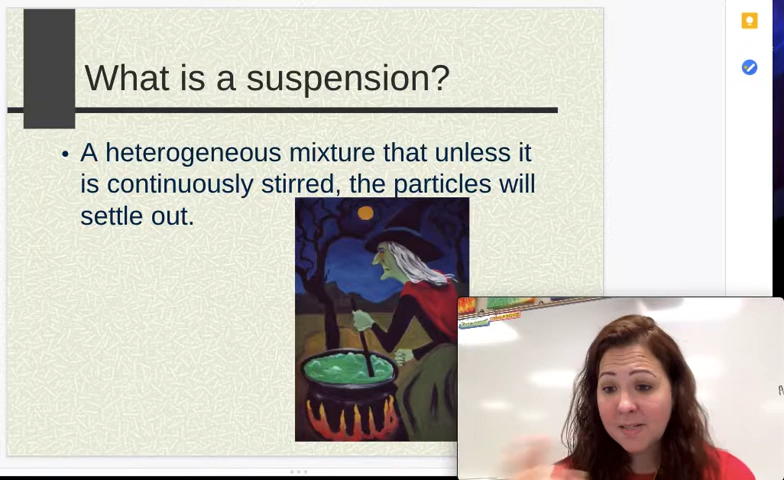 What is a suspension?
• A heterogeneous mixture that unless it
is continuously stirred, the particles will
settle out.